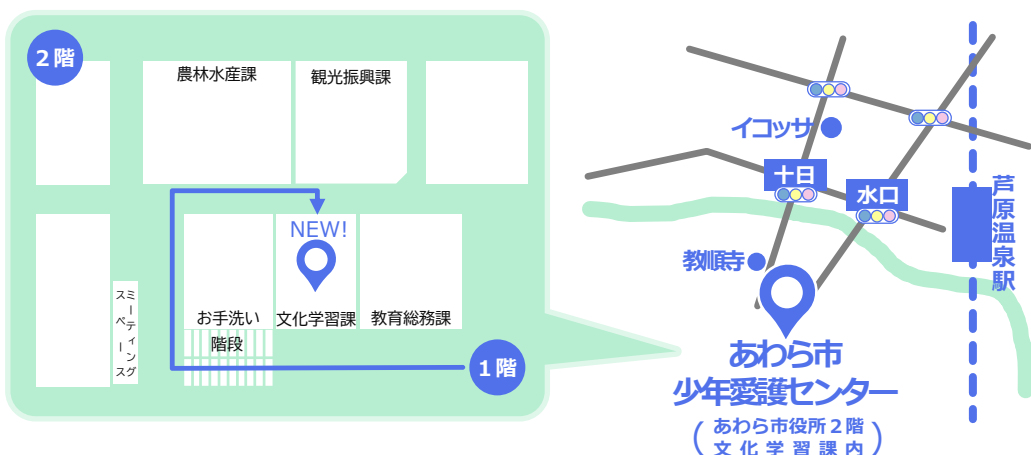 2階
農林水産課
観光振興課
NEW!
お手洗い
文化学習課
教育総務課
階段
ミーティング
スペース
1階
イコッサ
十日
水口
芦原温泉駅
教順寺
あわら市
少年愛護センター
(あわら市役所2階
文化学習課内)